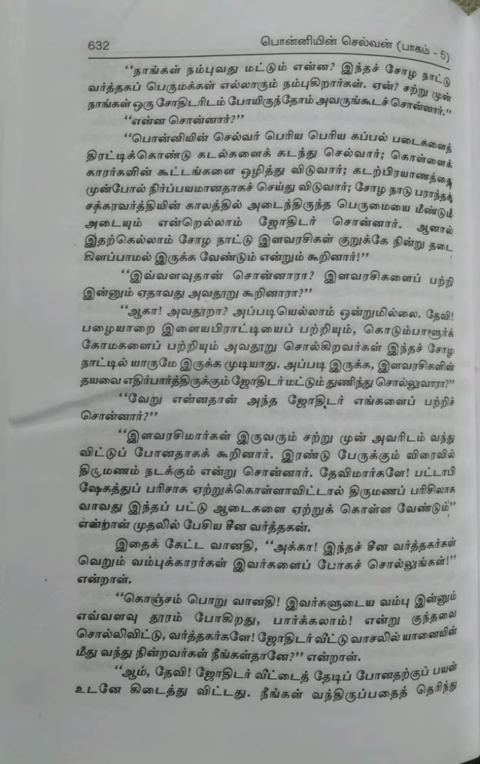 632 பொன்னியின் செல்வன் (பாகம் - 5)
“நாங்கள் நம்புவது மட்டும் என்ன? இந்தச் சோழ நாட்டு
வர்த்தகப் பெருமக்கள் எல்லாரும் நம்புகிறார்கள். ஏன்? சற்று முன்
நாங்கள் ஒரு சோதிடரிடம் போயிருந்தோம் அவருங்கூடச் சொன்னார்.”
“என்ன சொன்னார்?”
“பொன்னியின் செல்வர் பெரிய பெரிய கப்பல் படைகளைத்
திரட்டிக்கொண்டு கடல்களைக் கடந்து செல்வார்; கொள்ளைக்
காரர்களின் கூட்டங்களை ஒழித்து விடுவார்; கடற்பிரயாணத்தை
முன்போல் நிர்ப்பயமானதாகச் செய்து விடுவார்; சோழ நாடு பராந்தக
சக்கரவர்த்தியின் காலத்தில் அடைந்திருந்த பெருமையை மீண்டும்
அடையும் என்றெல்லாம் ஜோதிடர் சொன்னார். ஆனால்
இதற்கெல்லாம் சோழ நாட்டு இளவரசிகள் குறுக்கே நின்று தடை
கிளப்பாமல் இருக்க வேண்டும் என்றும் கூறினார்!”
“இவ்வளவுதான் சொன்னாரா? இளவரசிகளைப் பற்றி
இன்னும் ஏதாவது அவதூறு கூறினாரா?”
“ஆகா! அவதூறா? அப்படியெல்லாம் ஒன்றுமில்லை. தேவி!
பழையாறை இளையபிராட்டியைப் பற்றியும், கொடும்பாளூர்க்
கோமகளைப் பற்றியும் அவதூறு சொல்கிறவர்கள் இந்தச் சோழ
நாட்டில் யாருமே இருக்க முடியாது. அப்படி இருக்க, இளவரசிகளின்
தயவை எதிர்பார்த்திருக்கும் ஜோதிடர் மட்டும் துணிந்து சொல்லுவாரா?”
“வேறு என்னதான் அந்த ஜோதிடர் எங்களைப் பற்றிச்
சொன்னார்?”
“இளவரசிமார்கள் இருவரும் சற்று முன் அவரிடம் வந்து
விட்டுப் போனதாகக் கூறினார். இரண்டு பேருக்கும் விரைவில்
திருமணம் நடக்கும் என்று சொன்னார். தேவிமார்களே! பட்டாபி
ஷேகத்துப் பரிசாக ஏற்றுக்கொள்ளாவிட்டால் திருமணப் பரிசிலாக
வாவது இந்தப் பட்டு ஆடைகளை ஏற்றுக் கொள்ள வேண்டும்”
என்றான் முதலில் பேசிய சீன வர்த்தகன்.
இதைக் கேட்ட வானதி, “அக்கா! இந்தச் சீன வர்த்தகர்கள்
வெறும் வம்புக்காரர்கள் இவர்களைப் போகச் சொல்லுங்கள்!”
என்றாள்.
“கொஞ்சம் பொறு வானதி! இவர்களுடைய வம்பு இன்னும்
எவ்வளவு தூரம் போகிறது, பார்க்கலாம்! என்று குந்தவை
சொல்லிவிட்டு, வர்த்தகர்களே! ஜோதிடர் வீட்டு வாசலில் யானையின்
மீது வந்து நின்றவர்கள் நீங்கள்தானே?” என்றாள்.
“ஆம், தேவி! ஜோதிடர் வீட்டைத் தேடிப் போனதற்குப் பயன்
உடனே கிடைத்து விட்டது. நீங்கள் வந்திருப்பதைத் தெரிந்து